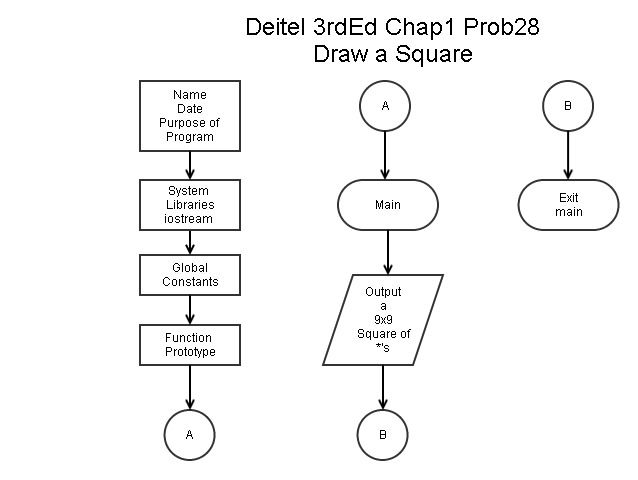 Deitel 3rdEd Chap1 Prob28
Draw a Square
Name
Date
Purpose of
Program
System
Libraries
iostream
Global
Constants
Function
Prototype
A
A
Main
Output
a
9x9
Square of
*'s
B
B
Exit
main